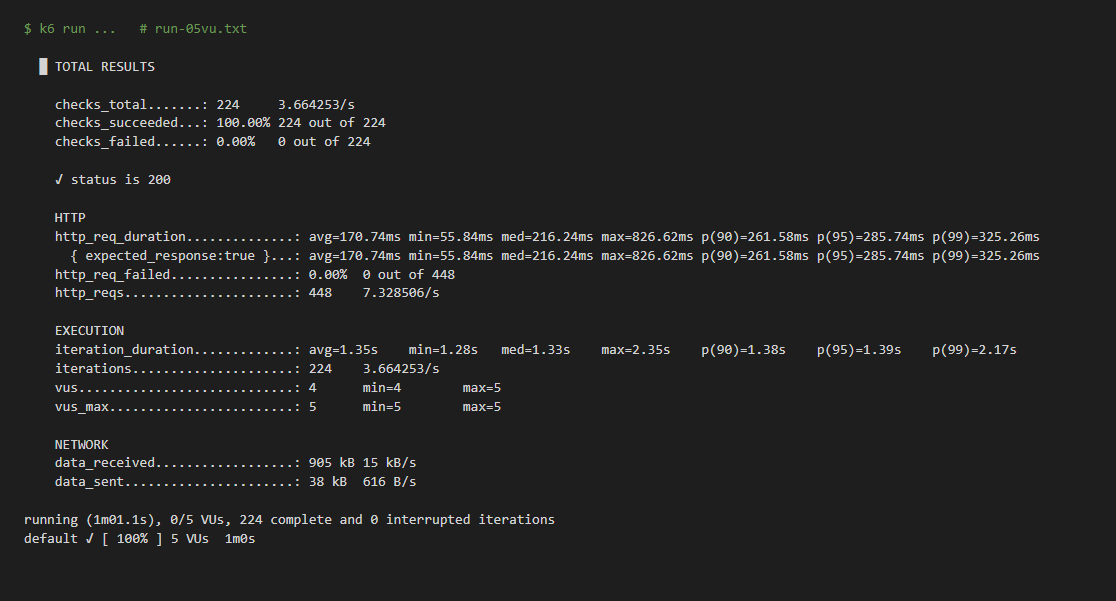 $ k6 run ...   # run-05vu.txt
█ TOTAL RESULTS
checks_total.......: 224     3.664253/s
checks_succeeded...: 100.00% 224 out of 224
checks_failed......: 0.00%   0 out of 224
✓ status is 200
HTTP
http_req_duration..............: avg=170.74ms min=55.84ms med=216.24ms max=826.62ms p(90)=261.58ms p(95)=285.74ms p(99)=325.26ms
{ expected_response:true }...: avg=170.74ms min=55.84ms med=216.24ms max=826.62ms p(90)=261.58ms p(95)=285.74ms p(99)=325.26ms
http_req_failed................: 0.00%  0 out of 448
http_reqs......................: 448    7.328506/s
EXECUTION
iteration_duration.............: avg=1.35s    min=1.28s   med=1.33s    max=2.35s    p(90)=1.38s    p(95)=1.39s    p(99)=2.17s
iterations.....................: 224    3.664253/s
vus............................: 4      min=4        max=5
vus_max........................: 5      min=5        max=5
NETWORK
data_received..................: 905 kB 15 kB/s
data_sent......................: 38 kB  616 B/s
running (1m01.1s), 0/5 VUs, 224 complete and 0 interrupted iterations
default ✓ [ 100% ] 5 VUs  1m0s